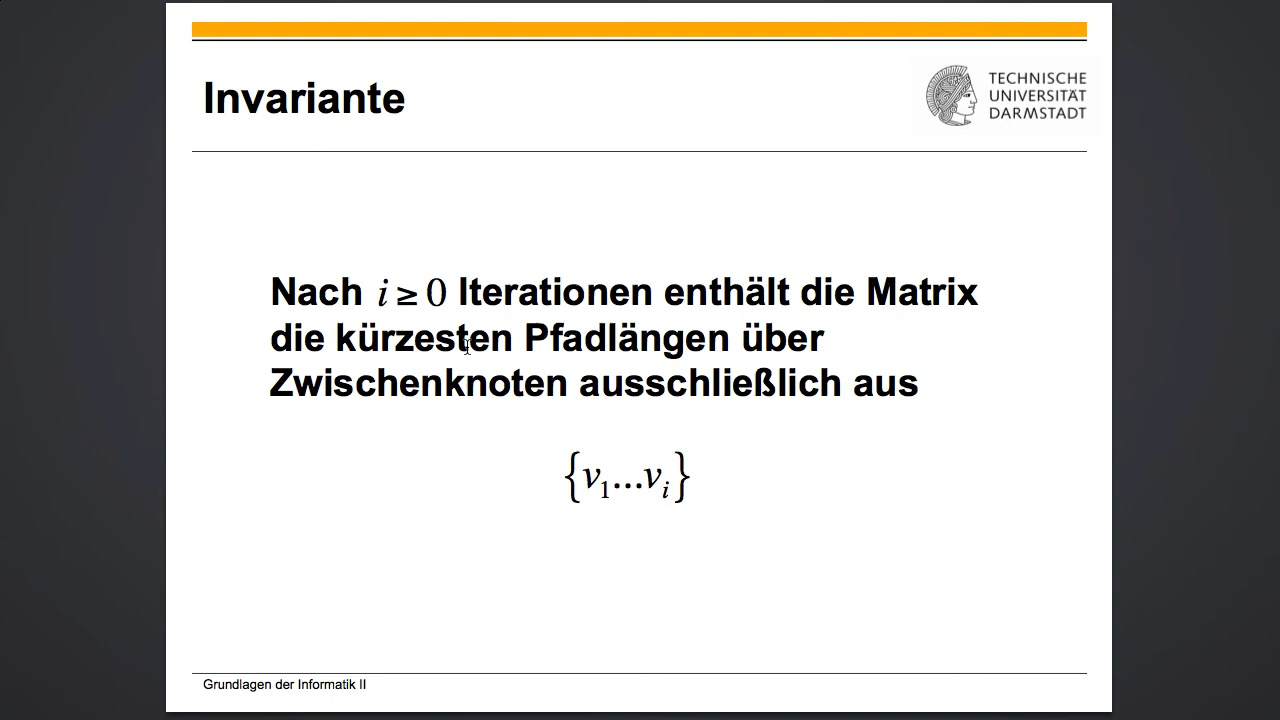 Invariante
TECHNISCHE
UNIVERSITÄT
DARMSTADT
Nach i ≥ 0 Iterationen enthält die Matrix
die kürzesten Pfadlängen über
Zwischenknoten ausschließlich aus
{v₁...vᵢ}
Grundlagen der Informatik II